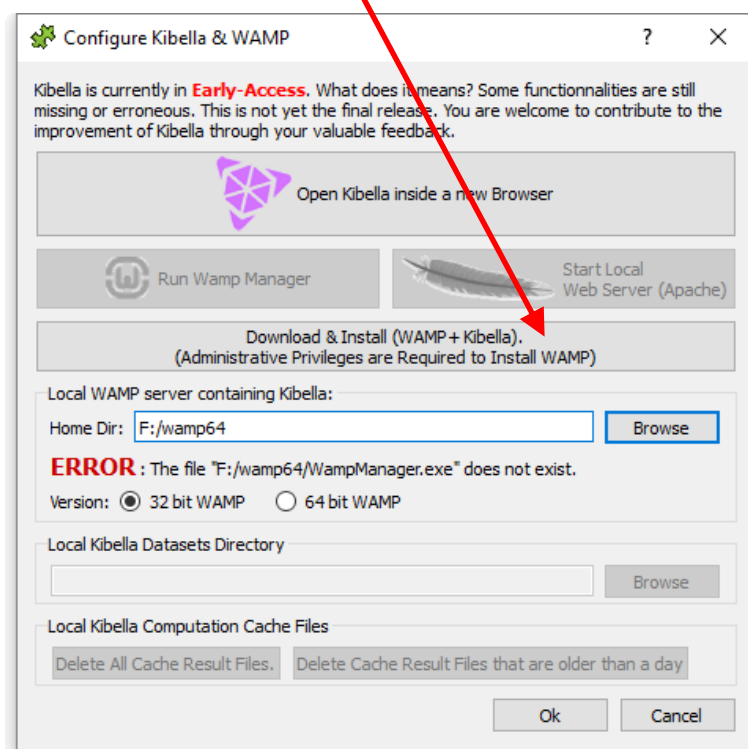 Configure Kibella & WAMP
Kibella is currently in Early-Access. What does it means? Some functionnalities are still
missing or erroneous. This is not yet the final release. You are welcome to contribute to the
improvement of Kibella through your valuable feedback.
Open Kibella inside a new Browser
Run Wamp Manager
Start Local
Web Server (Apache)
Download & Install (WAMP+Kibella).
(Administrative Privileges are Required to Install WAMP)
Local WAMP server containing Kibella:
Home Dir: F:/wamp64 Browse
ERROR : The file "F:/wamp64/WampManager.exe" does not exist.
Version: 32 bit WAMP 64 bit WAMP
Local Kibella Datasets Directory
Browse
Local Kibella Computation Cache Files
Delete All Cache Result Files. Delete Cache Result Files that are older than a day
Ok Cancel